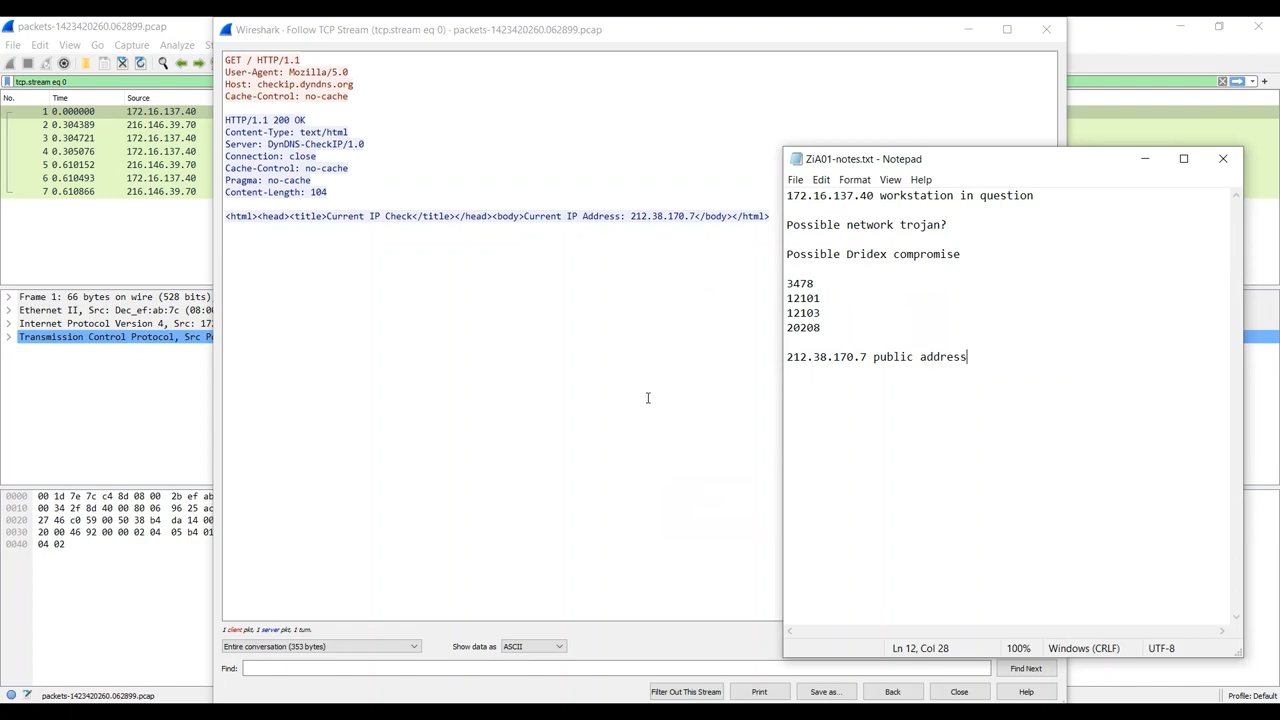 packets-1423420260.062899.pcap
File Edit View Go Capture Analyze
tcp.stream eq 0
No. Time Source
1 0.000000 172.16.137.40
2 0.304389 216.146.39.70
3 0.304721 172.16.137.40
4 0.305076 172.16.137.40
5 0.610152 216.146.39.70
6 0.610493 172.16.137.40
7 0.610866 216.146.39.70
Frame 1: 66 bytes on wire (528 bits),
Ethernet II, Src: Dec_ef:ab:7c (08:00
Internet Protocol Version 4, Src: 17
Transmission Control Protocol, Src P
0000 00 1d 7e 7c c4 8d 08 00 2b ef ab
0010 00 34 2f 8d 40 00 80 06 96 25 ac
0020 27 46 c0 59 00 50 38 b4 da 14 00
0030 20 00 46 92 00 00 02 04 05 b4 01
0040 04 02
packets-1423420260.062899.pcap
Profile: Default
Wireshark · Follow TCP Stream (tcp.stream eq 0) · packets-1423420260.062899.pcap
GET / HTTP/1.1
User-Agent: Mozilla/5.0
Host: checkip.dyndns.org
Cache-Control: no-cache
HTTP/1.1 200 OK
Content-Type: text/html
Server: DynDNS-CheckIP/1.0
Connection: close
Cache-Control: no-cache
Pragma: no-cache
Content-Length: 104
<html><head><title>Current IP Check</title></head><body>Current IP Address: 212.38.170.7</body></html>
1 client pkt, 1 server pkt, 1 turn.
Entire conversation (353 bytes) Show data as ASCII
Find: Find Next
Filter Out This Stream Print Save as... Back Close Help
ZiA01-notes.txt - Notepad
File Edit Format View Help
172.16.137.40 workstation in question
Possible network trojan?
Possible Dridex compromise
3478
12101
12103
20208
212.38.170.7 public address
Ln 12, Col 28 100% Windows (CRLF) UTF-8